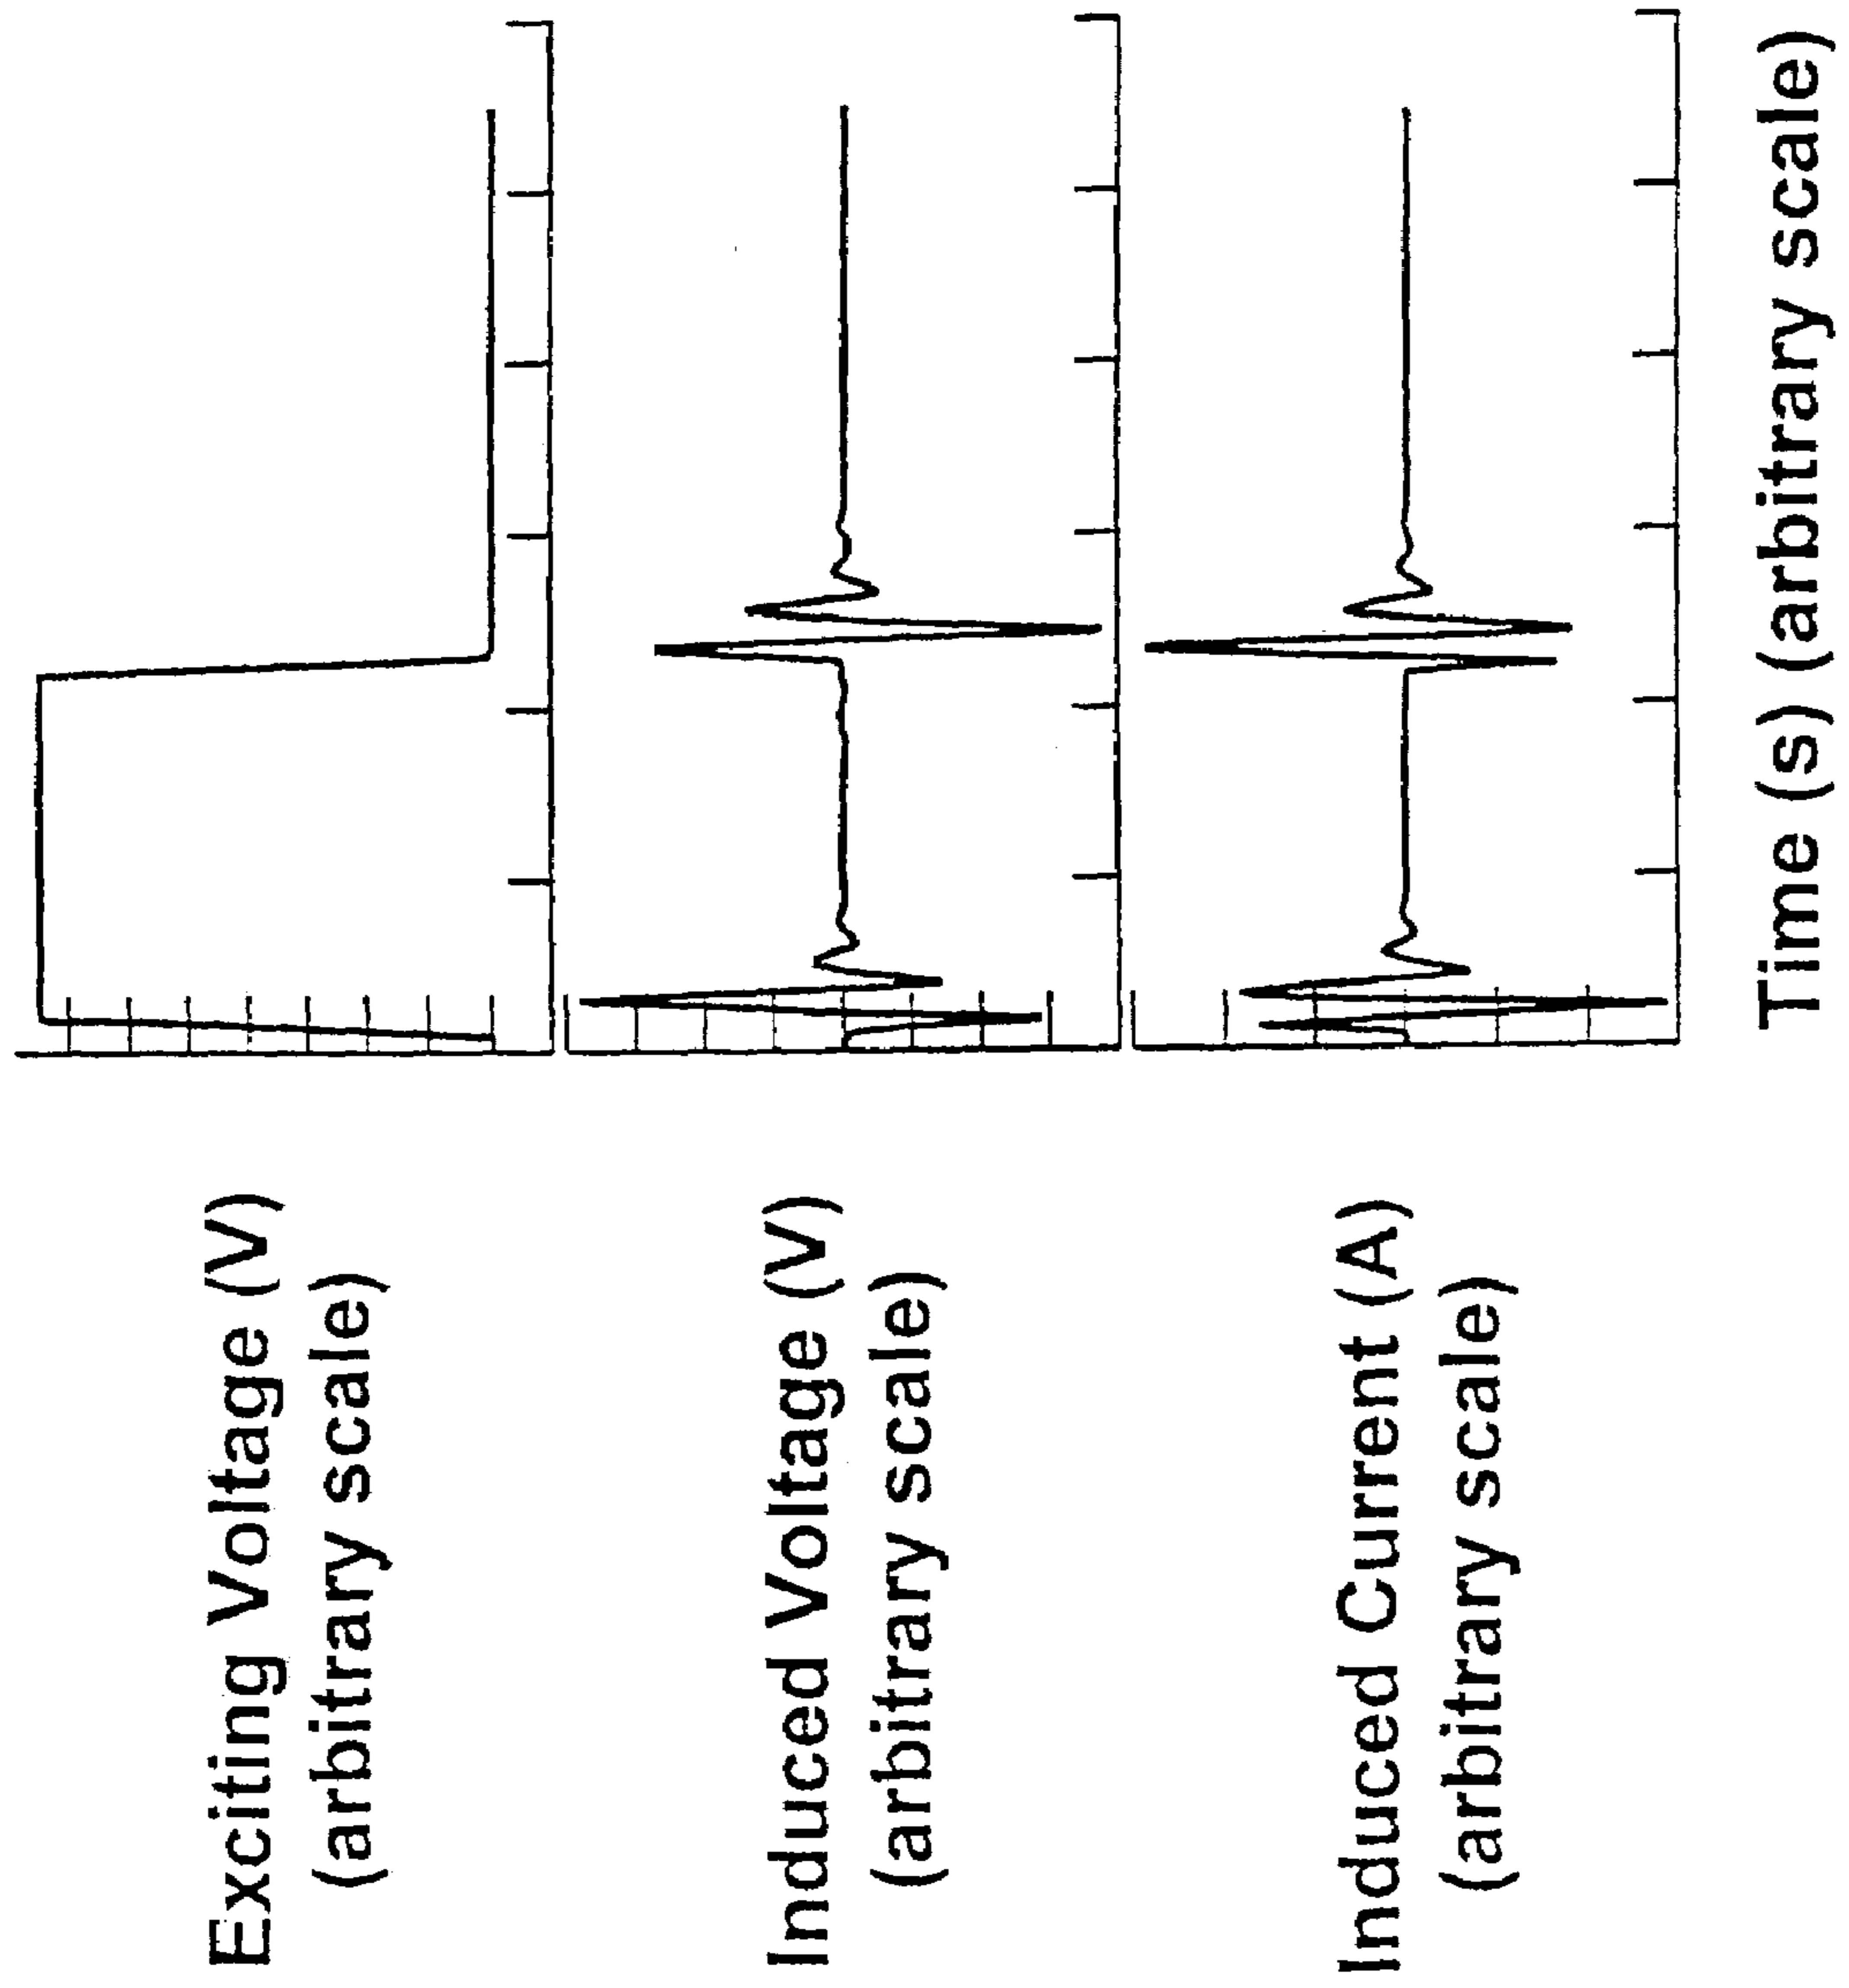 Exciting Voltage (V)
(arbitrary scale)
Induced Voltage (V)
(arbitrary scale)
Induced Current (A)
(arbitrary scale)
Time (s) (arbitrary scale)